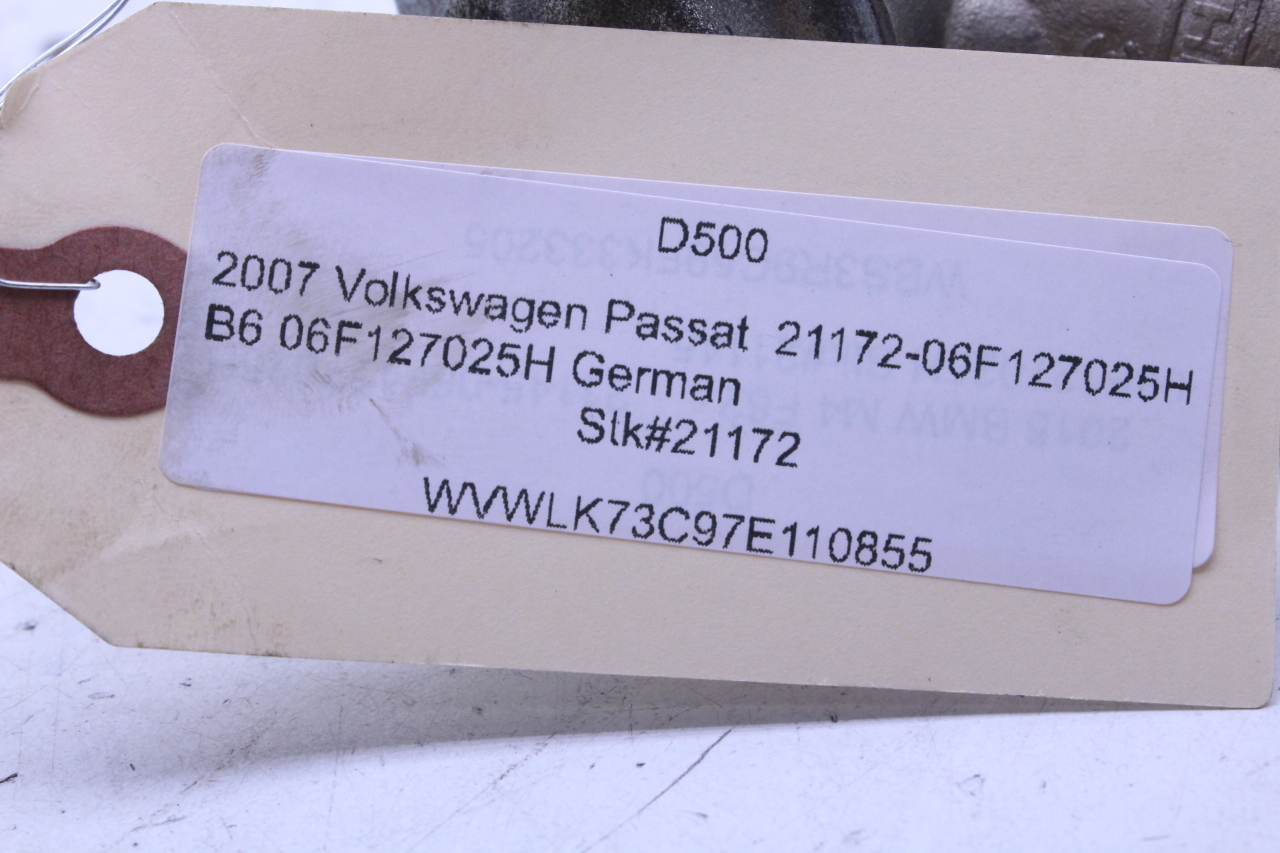 D500
2007 Volkswagen Passat 21172-06F127025H
B6 06F127025H German
Stk#21172
WVWLK73C97E110855